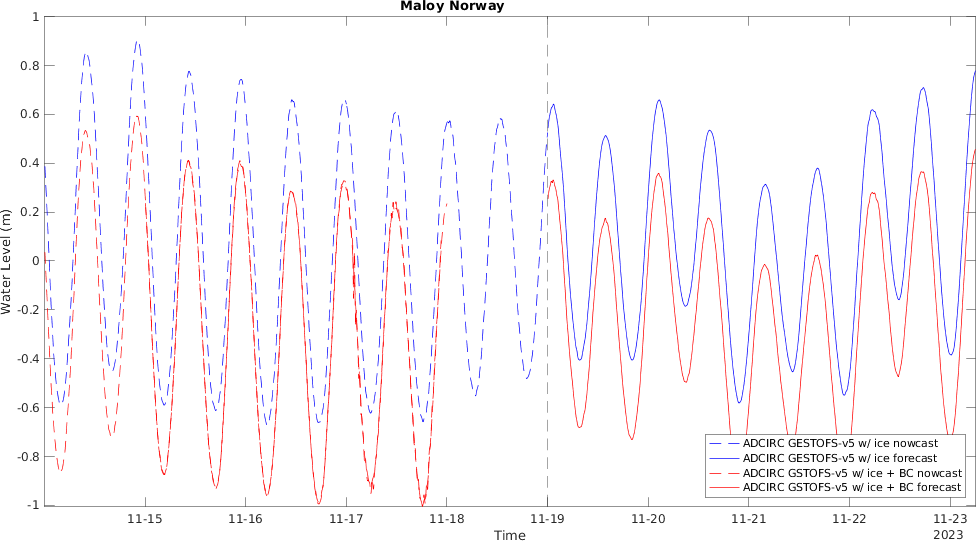 Maloy Norway
1
0.8
0.6
0.4
0.2
0
-0.2
-0.4
-0.6
-0.8
-1
Water Level (m)
ADCIRC GESTOFS-v5 w/ ice nowcast
ADCIRC GESTOFS-v5 w/ ice forecast
ADCIRC GSTOFS-v5 w/ ice + BC nowcast
ADCIRC GSTOFS-v5 w/ ice + BC forecast
11-15 11-16 11-17 11-18 11-19 11-20 11-21 11-22 11-23
2023
Time